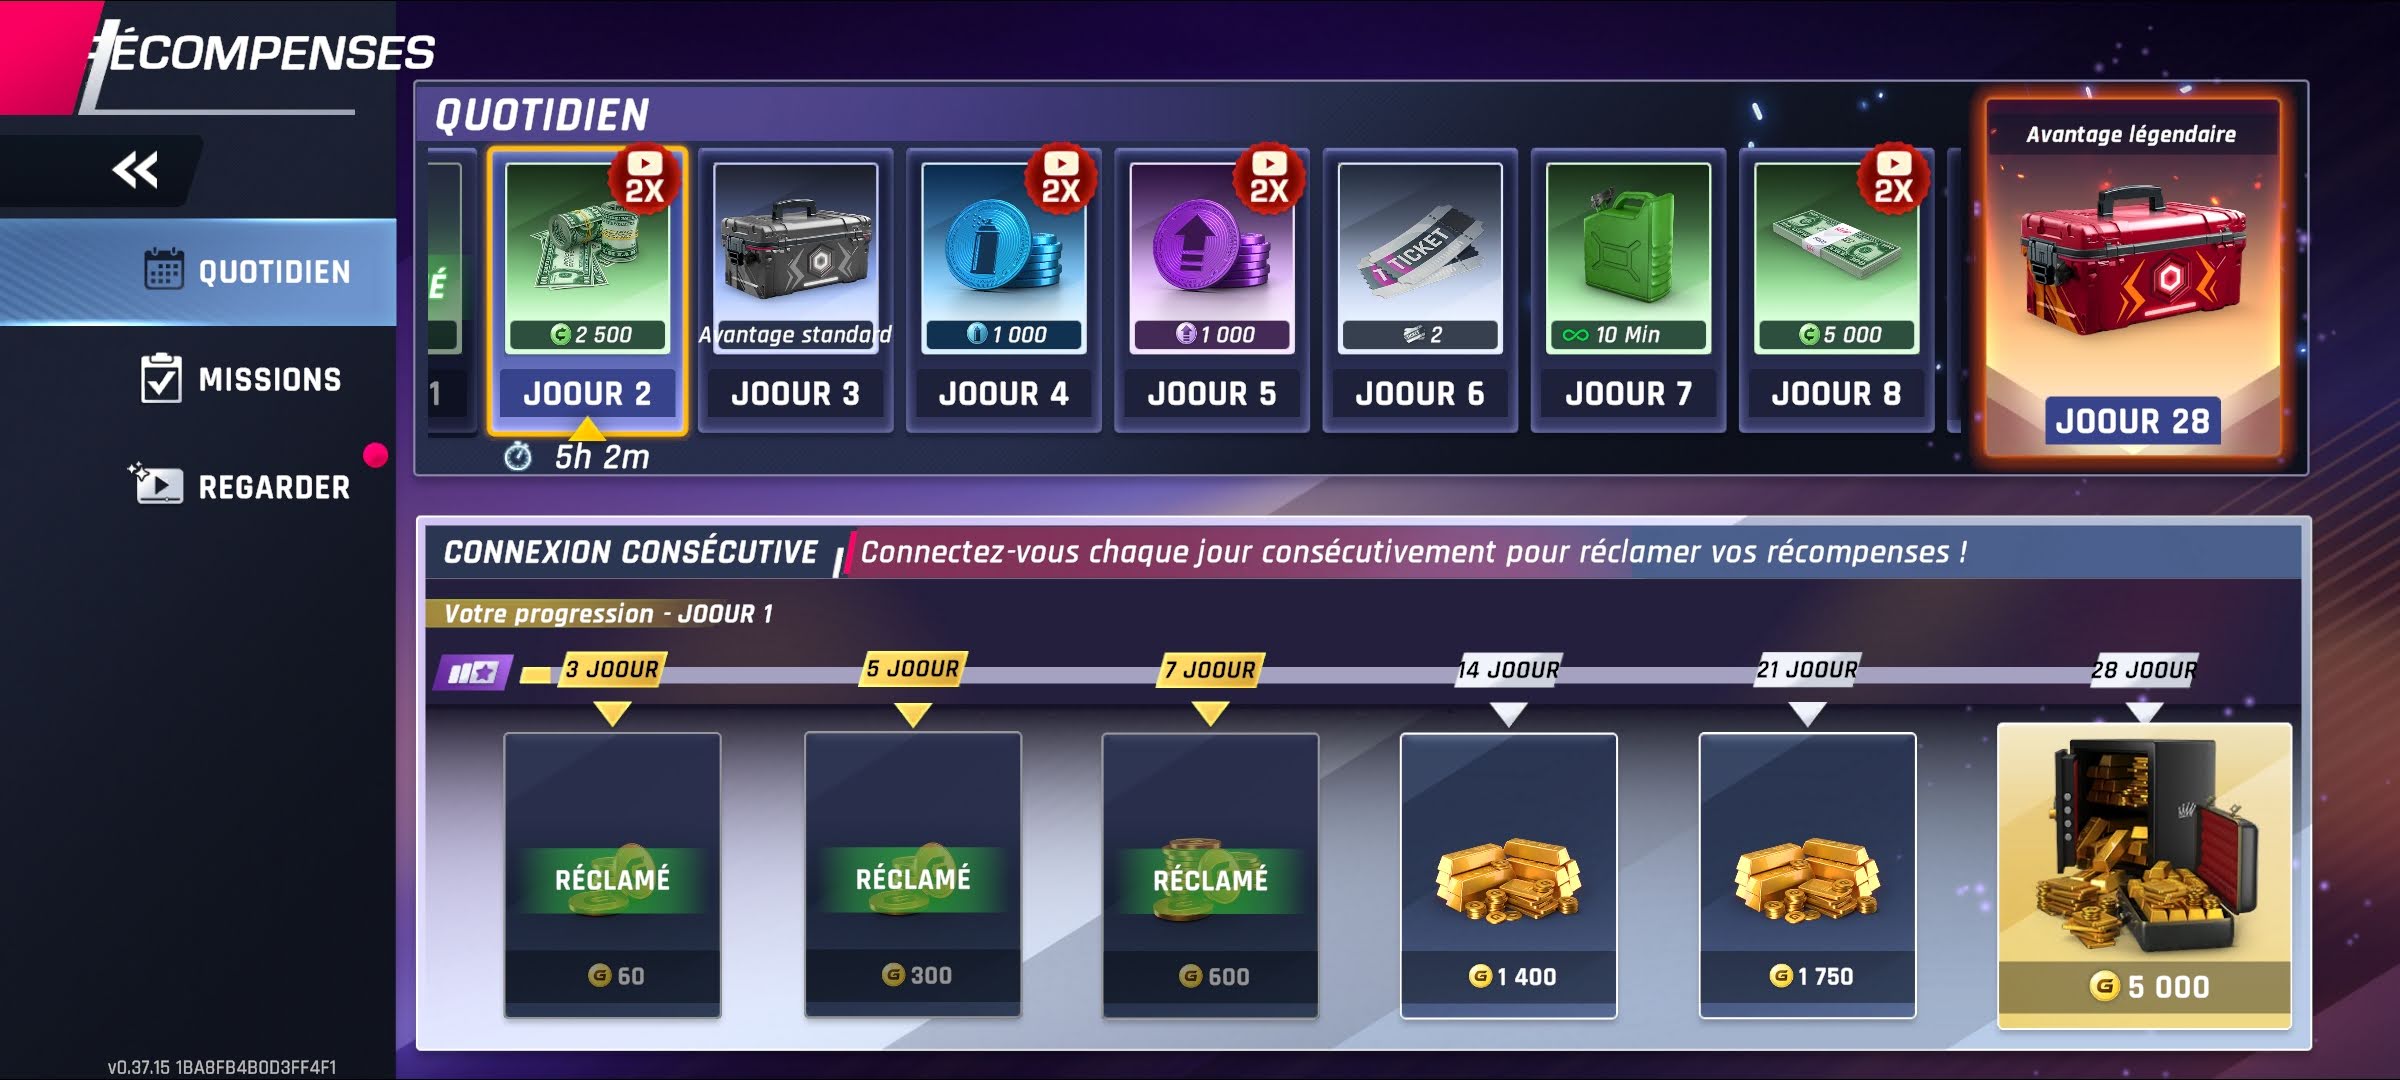 RÉCOMPENSES
QUOTIDIEN
MISSIONS
REGARDER
v0.37.15 1BA8FB4B0D3FF4F1
QUOTIDIEN
É
1
2X
2 500
JOOUR 2
5h 2m
Avantage standard
JOOUR 3
2X
1 000
JOOUR 4
2X
1 000
JOOUR 5
TICKET
2
JOOUR 6
10 Min
JOOUR 7
2X
5 000
JOOUR 8
Avantage légendaire
JOOUR 28
CONNEXION CONSÉCUTIVE
Connectez-vous chaque jour consécutivement pour réclamer vos récompenses !
Votre progression - JOOUR 1
3 JOOUR
5 JOOUR
7 JOOUR
14 JOOUR
21 JOOUR
28 JOOUR
RÉCLAMÉ
RÉCLAMÉ
RÉCLAMÉ
G 60
G 300
G 600
G 1 400
G 1 750
G 5 000